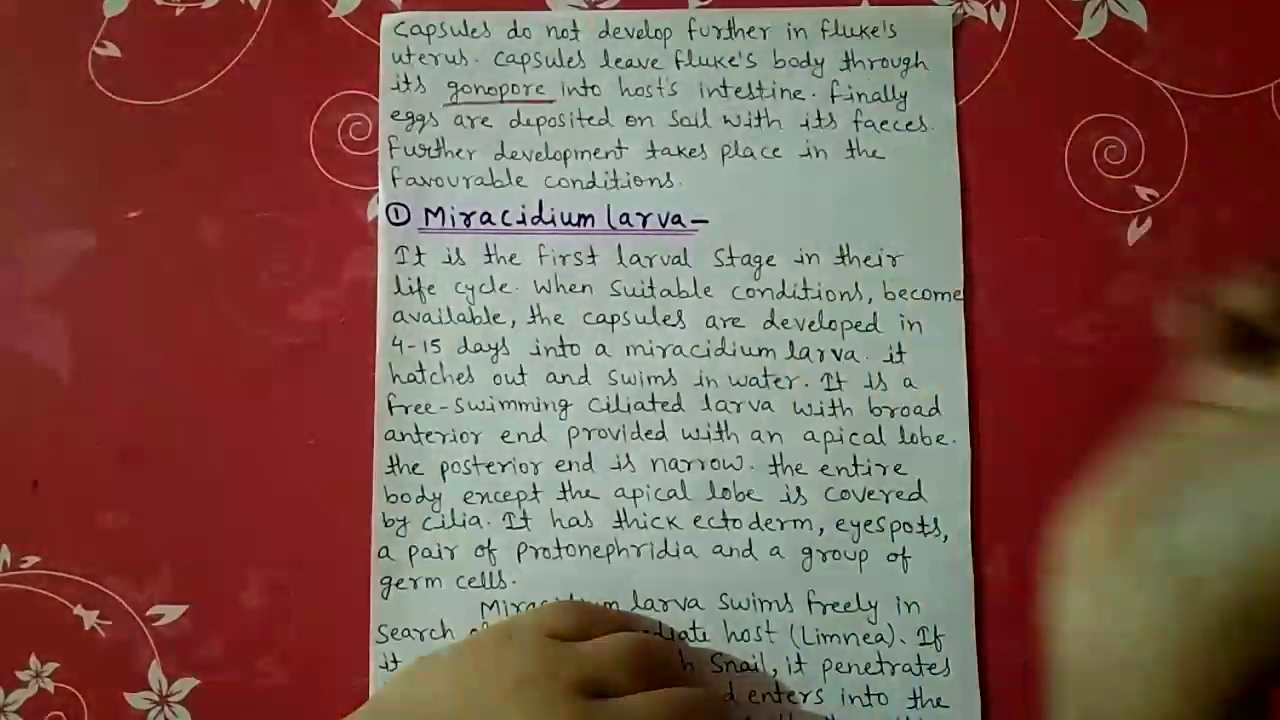 Capsules do not develop further in fluke's
uterus. Capsules leave fluke's body through
its gonopore into host's intestine. Finally
eggs are deposited on soil with its faeces.
Further development takes place in the
favourable conditions.
① Miracidium larva-
It is the first larval stage in their
life cycle. When suitable conditions, become
available, the capsules are developed in
4-15 days into a miracidium larva. it
hatches out and swims in water. It is a
free-swimming ciliated larva with broad
anterior end provided with an apical lobe.
the posterior end is narrow. the entire
body except the apical lobe is covered
by cilia. It has thick ectoderm, eyespots,
a pair of protonephridia and a group of
germ cells.
larva swims freely in
Search host (Limnea). If
it Snail, it penetrates
enters into the